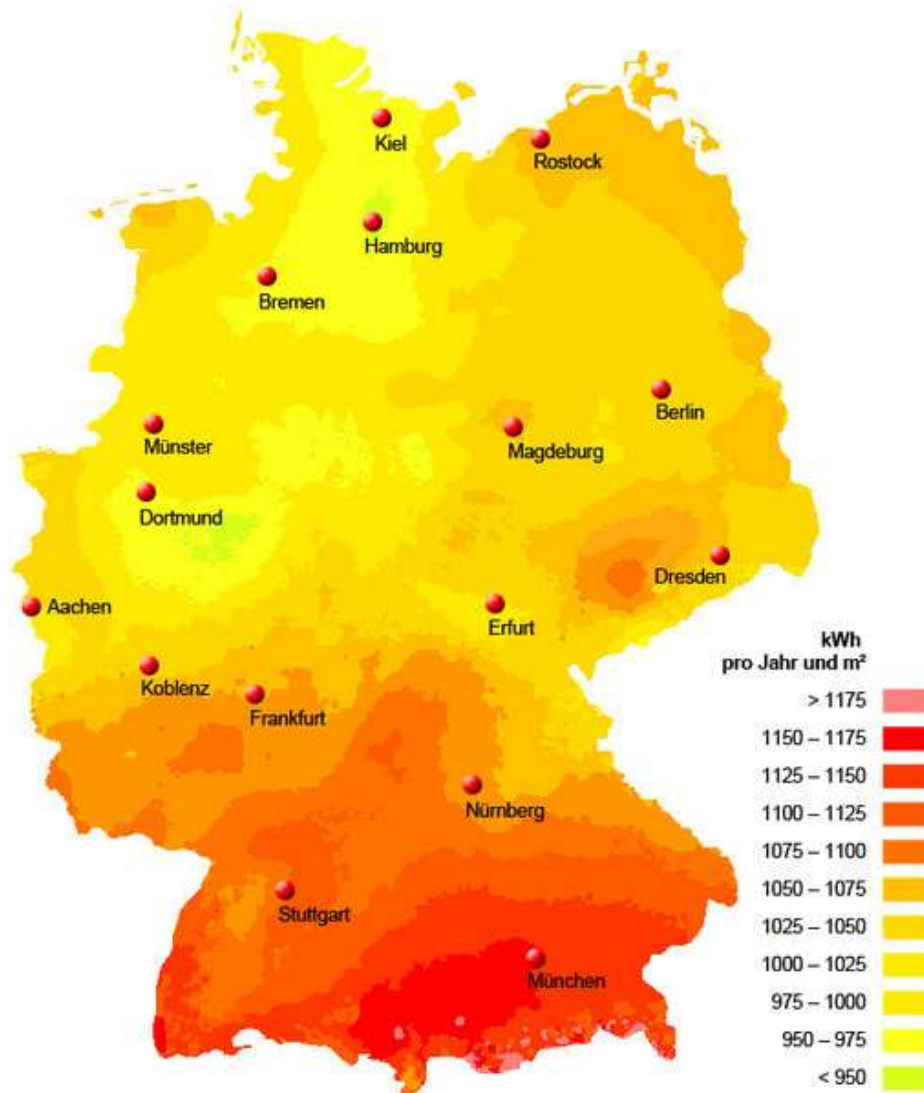 Kiel
Rostock
Hamburg
Bremen
Berlin
Münster
Magdeburg
Dortmund
Dresden
Aachen
Erfurt
Koblenz
Frankfurt
Nürnberg
Stuttgart
München
kWh
pro Jahr und m²
> 1175
1150 – 1175
1125 – 1150
1100 – 1125
1075 – 1100
1050 – 1075
1025 – 1050
1000 – 1025
975 – 1000
950 – 975
< 950